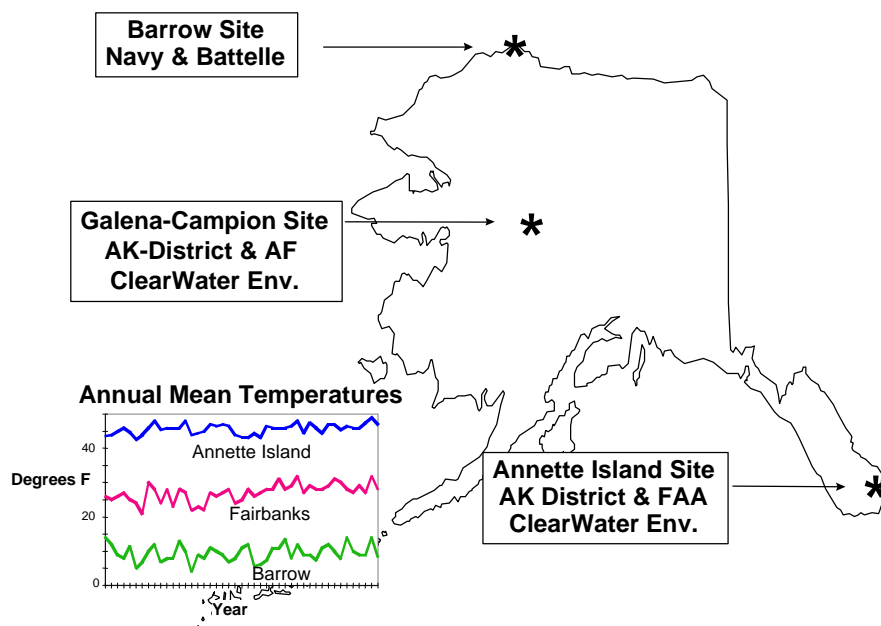 Barrow Site
Navy & Battelle
*
Galena-Campion Site
AK-District & AF
ClearWater Env.
*
Annual Mean Temperatures
40
Annette Island
Degrees F
20
Fairbanks
0
Barrow
Year
Annette Island Site
AK District & FAA
ClearWater Env.
*